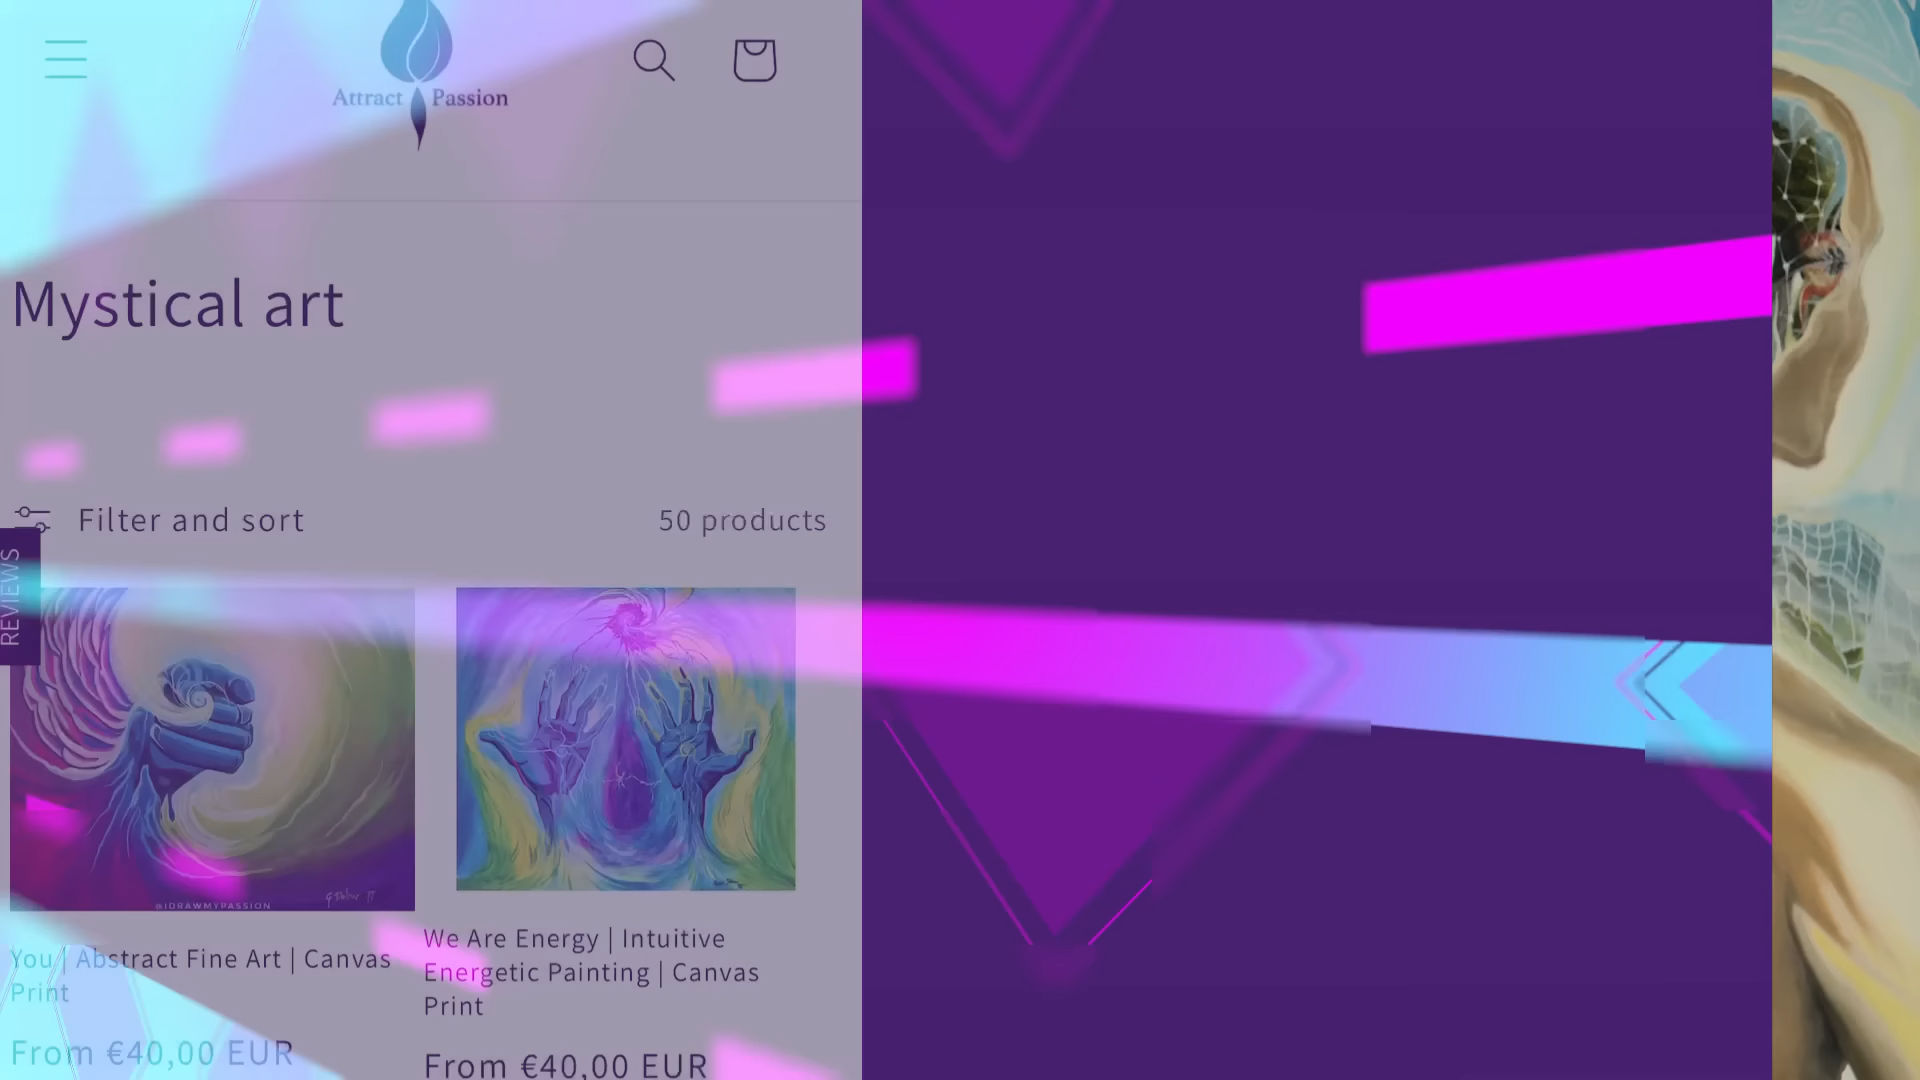 Attract Passion
Mystical art
Filter and sort
50 products
REVIEWS
@IDRAWMYPASSION
You | Abstract Fine Art | Canvas
Print
From €40,00 EUR
We Are Energy | Intuitive
Energetic Painting | Canvas
Print
From €40,00 EUR